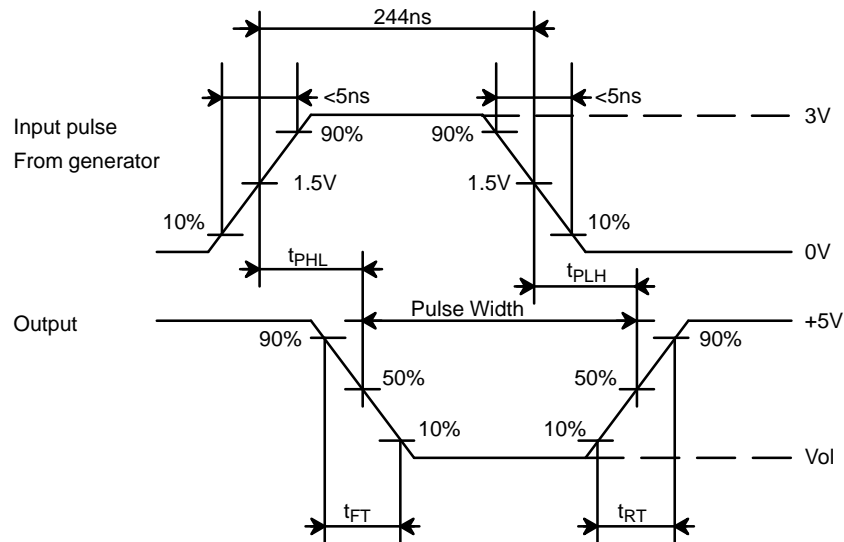 244ns
<5ns
<5ns
Input pulse
From generator
90%
90%
3V
1.5V
1.5V
10%
10%
0V
tPHL
tPLH
Output
Pulse Width
+5V
90%
90%
50%
50%
10%
10%
Vol
tFT
tRT